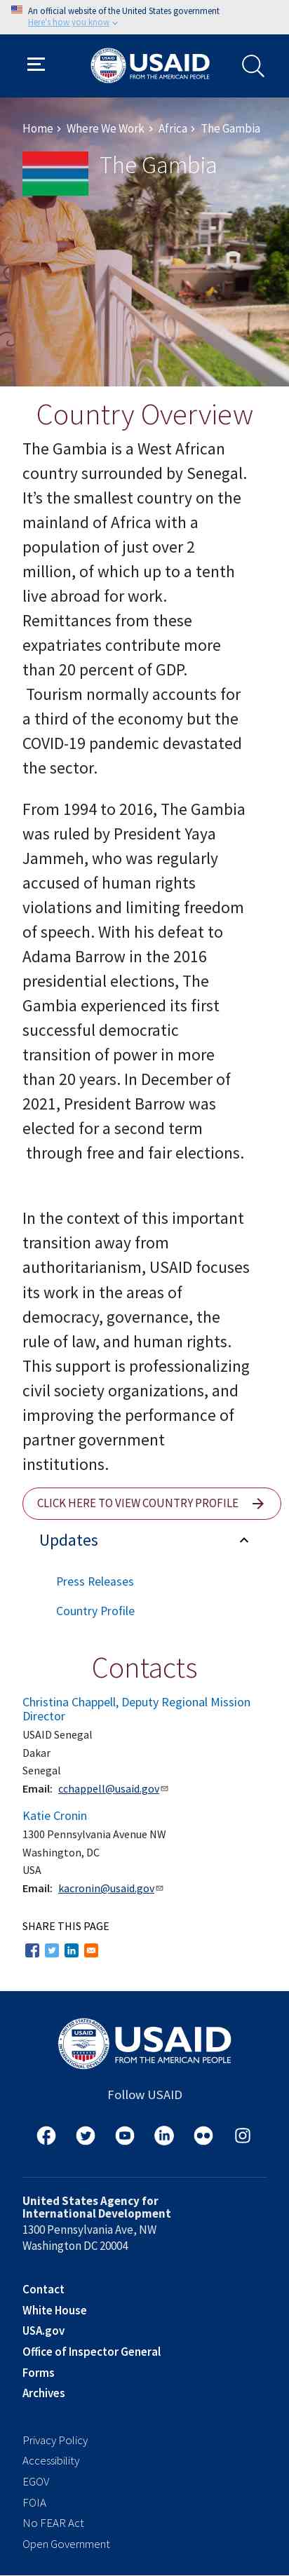 An official website of the United States government
Here's how you know
USAID
FROM THE AMERICAN PEOPLE
Home > Where We Work > Africa > The Gambia
The Gambia
Country Overview
The Gambia is a West African
country surrounded by Senegal.
It’s the smallest country on the
mainland of Africa with a
population of just over 2
million, of which up to a tenth
live abroad for work.
Remittances from these
expatriates contribute more
than 20 percent of GDP.
Tourism normally accounts for
a third of the economy but the
COVID-19 pandemic devastated
the sector.
From 1994 to 2016, The Gambia
was ruled by President Yaya
Jammeh, who was regularly
accused of human rights
violations and limiting freedom
of speech. With his defeat to
Adama Barrow in the 2016
presidential elections, The
Gambia experienced its first
successful democratic
transition of power in more
than 20 years. In December of
2021, President Barrow was
elected for a second term
through free and fair elections.
In the context of this important
transition away from
authoritarianism, USAID focuses
its work in the areas of
democracy, governance, the
rule of law, and human rights.
This support is professionalizing
civil society organizations, and
improving the performance of
partner government
institutions.
CLICK HERE TO VIEW COUNTRY PROFILE
Updates
Press Releases
Country Profile
Contacts
Christina Chappell, Deputy Regional Mission
Director
USAID Senegal
Dakar
Senegal
Email: cchappell@usaid.gov
Katie Cronin
1300 Pennsylvania Avenue NW
Washington, DC
USA
Email: kacronin@usaid.gov
SHARE THIS PAGE
USAID
FROM THE AMERICAN PEOPLE
Follow USAID
United States Agency for
International Development
1300 Pennsylvania Ave, NW
Washington DC 20004
Contact
White House
USA.gov
Office of Inspector General
Forms
Archives
Privacy Policy
Accessibility
EGOV
FOIA
No FEAR Act
Open Government